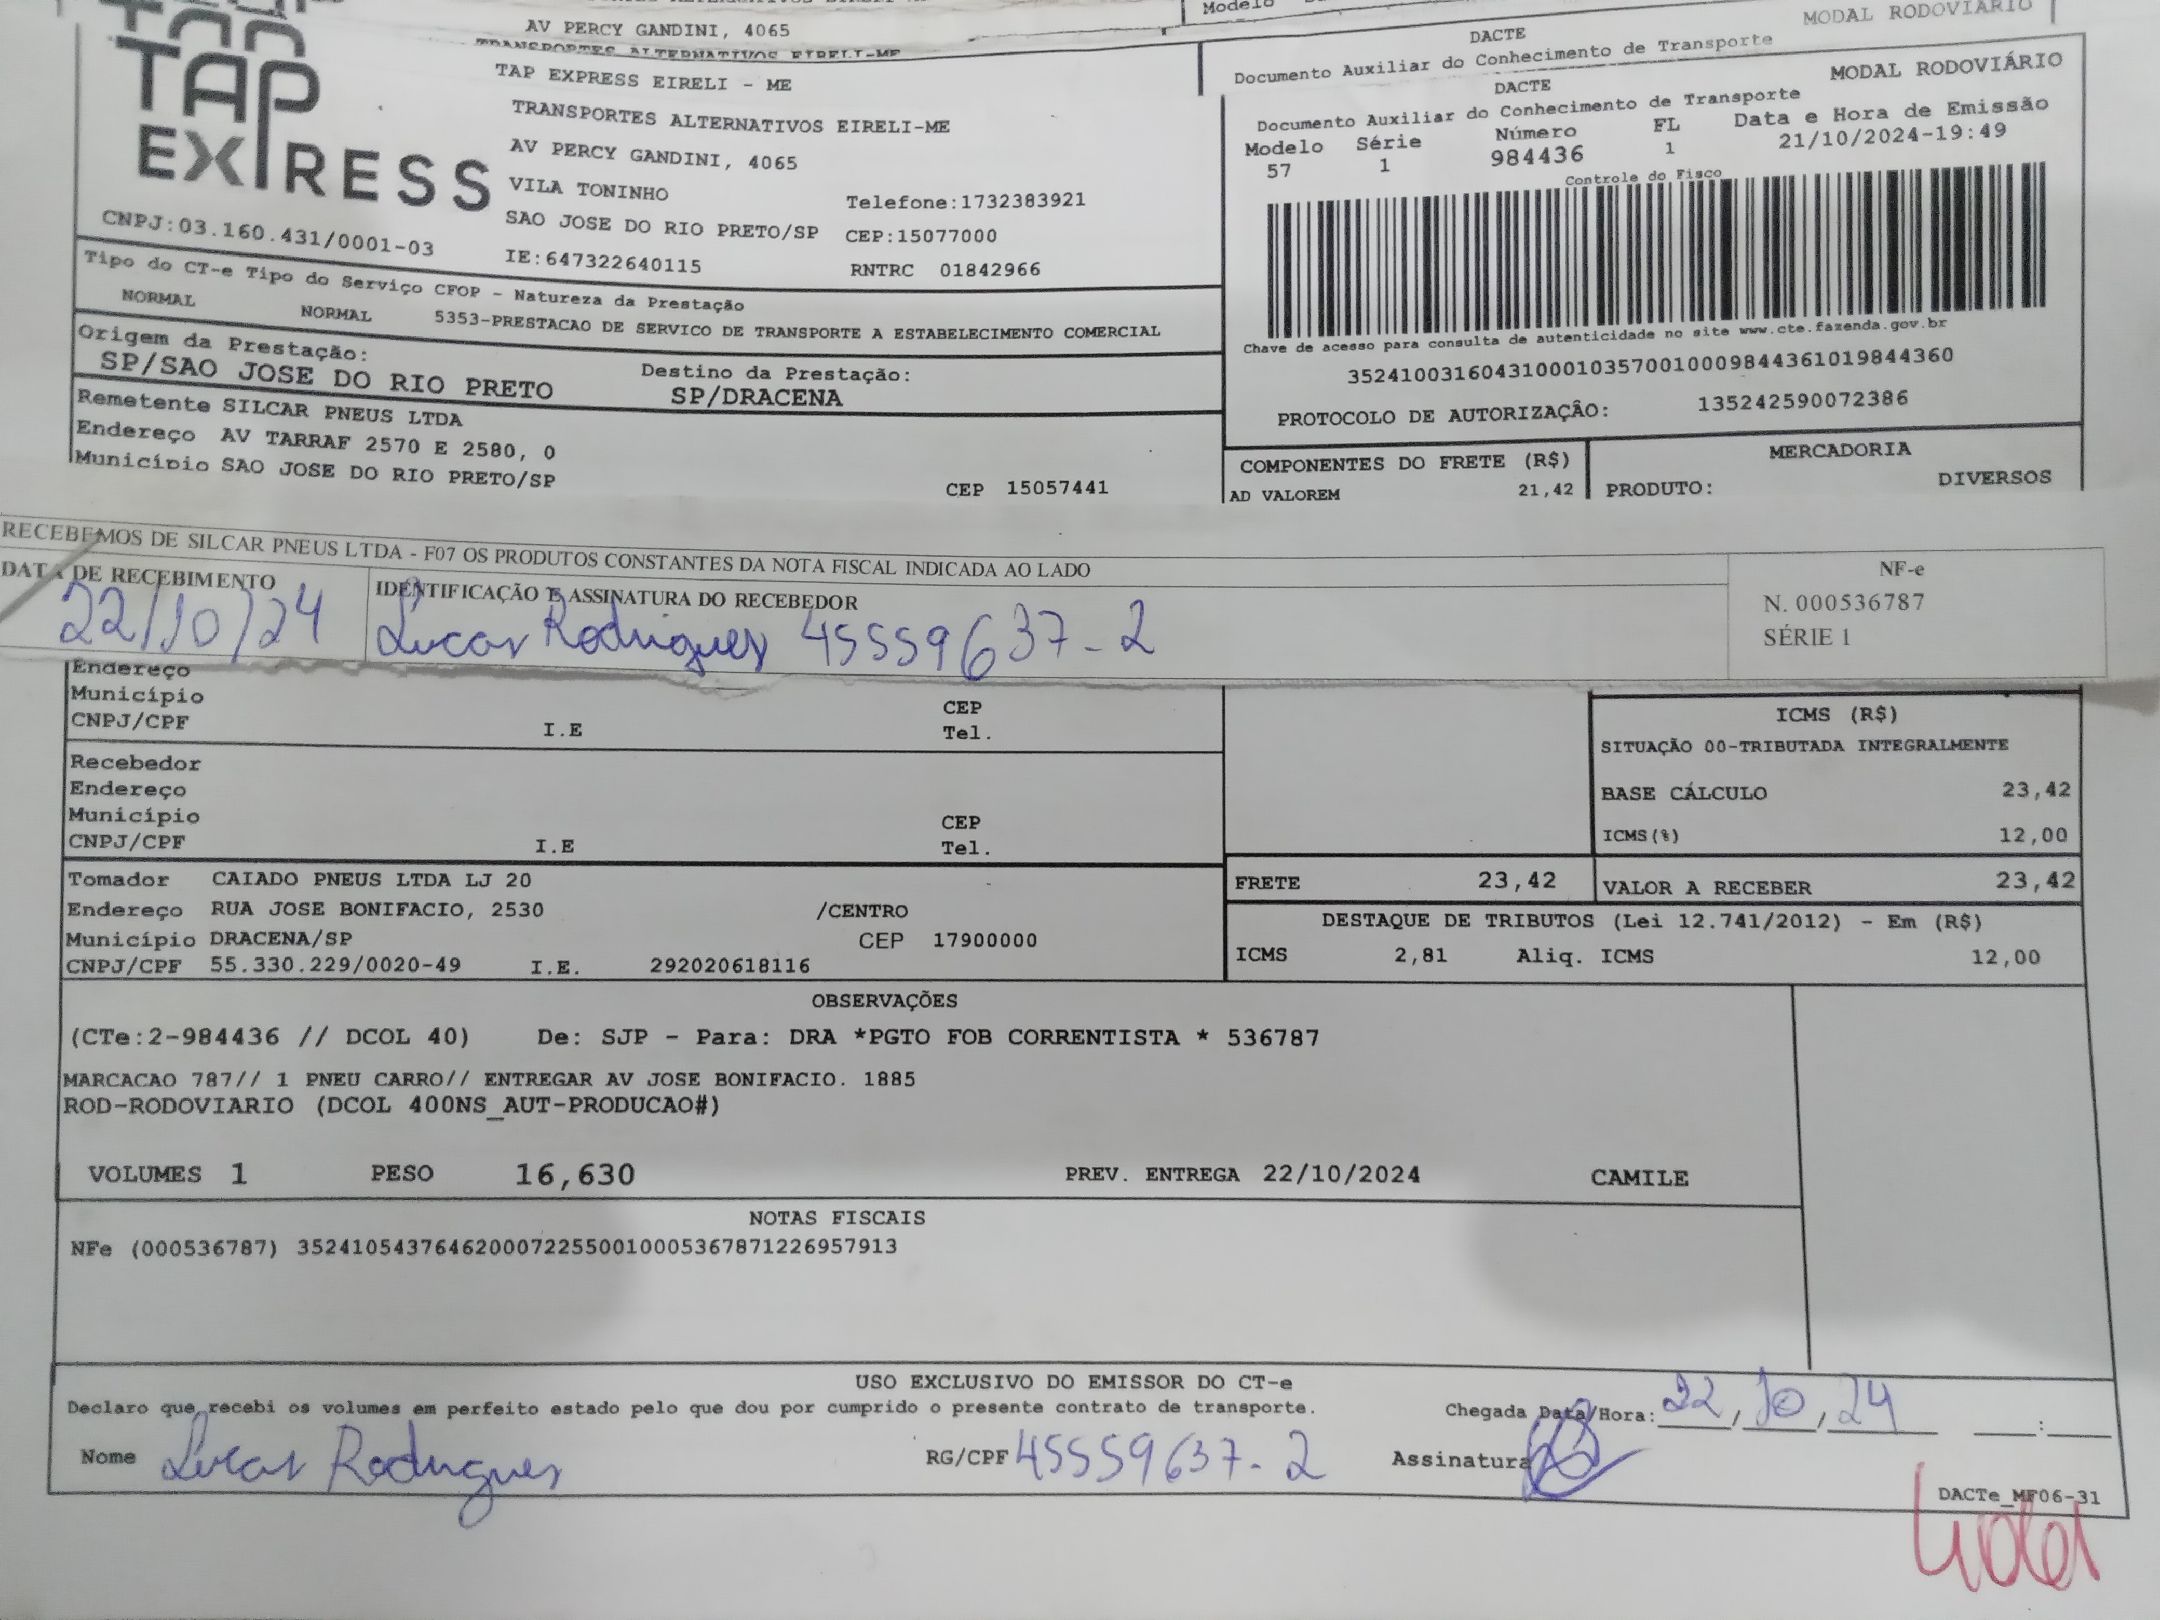 AV PERCY GANDINI, 4065
TRANSPORTES ALTERNATIVOS EIRELI-ME
Modelo
DACTE
MODAL RODOVIÁRIO
Documento Auxiliar do Conhecimento de Transporte
TAP
EXPRESS
CNPJ:03.160.431/0001-03
TAP EXPRESS EIRELI - ME
TRANSPORTES ALTERNATIVOS EIRELI-ME
AV PERCY GANDINI, 4065
VILA TONINHO Telefone:1732383921
SAO JOSE DO RIO PRETO/SP CEP:15077000
IE:647322640115 RNTRC 01842966
DACTE
MODAL RODOVIÁRIO
Documento Auxiliar do Conhecimento de Transporte
Modelo Série Número FL Data e Hora de Emissão
57 1 984436 1 21/10/2024-19:49
Controle do Fisco
Chave de acesso para consulta de autenticidade no site www.cte.fazenda.gov.br
35241003160431000103570010009844361019844360
PROTOCOLO DE AUTORIZAÇÂO: 135242590072386
Tipo do CT-e Tipo do Serviço CFOP - Natureza da Prestação
NORMAL NORMAL 5353-PRESTACAO DE SERVICO DE TRANSPORTE A ESTABELECIMENTO COMERCIAL
Origem da Prestação: Destino da Prestação:
SP/SAO JOSE DO RIO PRETO SP/DRACENA
Remetente SILCAR PNEUS LTDA
Endereço AV TARRAF 2570 E 2580, 0
Município SAO JOSE DO RIO PRETO/SP CEP 15057441
COMPONENTES DO FRETE (R$) MERCADORIA
AD VALOREM 21,42 PRODUTO: DIVERSOS
RECEBEMOS DE SILCAR PNEUS LTDA - F07 OS PRODUTOS CONSTANTES DA NOTA FISCAL INDICADA AO LADO
DATA DE RECEBIMENTO IDENTIFICAÇÃO E ASSINATURA DO RECEBEDOR
22/10/24 Lucas Rodrigues 45559637-2
NF-e
N. 000536787
SÉRIE 1
Endereço
Município CEP
CNPJ/CPF I.E Tel.
Recebedor
Endereço
Município CEP
CNPJ/CPF I.E Tel.
ICMS (R$)
SITUAÇÃO 00-TRIBUTADA INTEGRALMENTE
BASE CÁLCULO 23,42
ICMS(%) 12,00
Tomador CAIADO PNEUS LTDA LJ 20
Endereço RUA JOSE BONIFACIO, 2530 /CENTRO
Município DRACENA/SP CEP 17900000
CNPJ/CPF 55.330.229/0020-49 I.E. 292020618116
FRETE 23,42 VALOR A RECEBER 23,42
DESTAQUE DE TRIBUTOS (Lei 12.741/2012) - Em (R$)
ICMS 2,81 Aliq. ICMS 12,00
OBSERVAÇÕES
(CTe:2-984436 // DCOL 40) De: SJP - Para: DRA *PGTO FOB CORRENTISTA * 536787
MARCACAO 787// 1 PNEU CARRO// ENTREGAR AV JOSE BONIFACIO. 1885
ROD-RODOVIARIO (DCOL 400NS_AUT-PRODUCAO#)
VOLUMES 1 PESO 16,630 PREV. ENTREGA 22/10/2024 CAMILE
NOTAS FISCAIS
NFe (000536787) 35241054376462000722550010005367871226957913
USO EXCLUSIVO DO EMISSOR DO CT-e
Declaro que recebi os volumes em perfeito estado pelo que dou por cumprido o presente contrato de transporte. Chegada Data/Hora: 22, 10, 24 :
Nome Lucas Rodrigues RG/CPF 45559637-2 Assinatura
DACTe_MF06-31